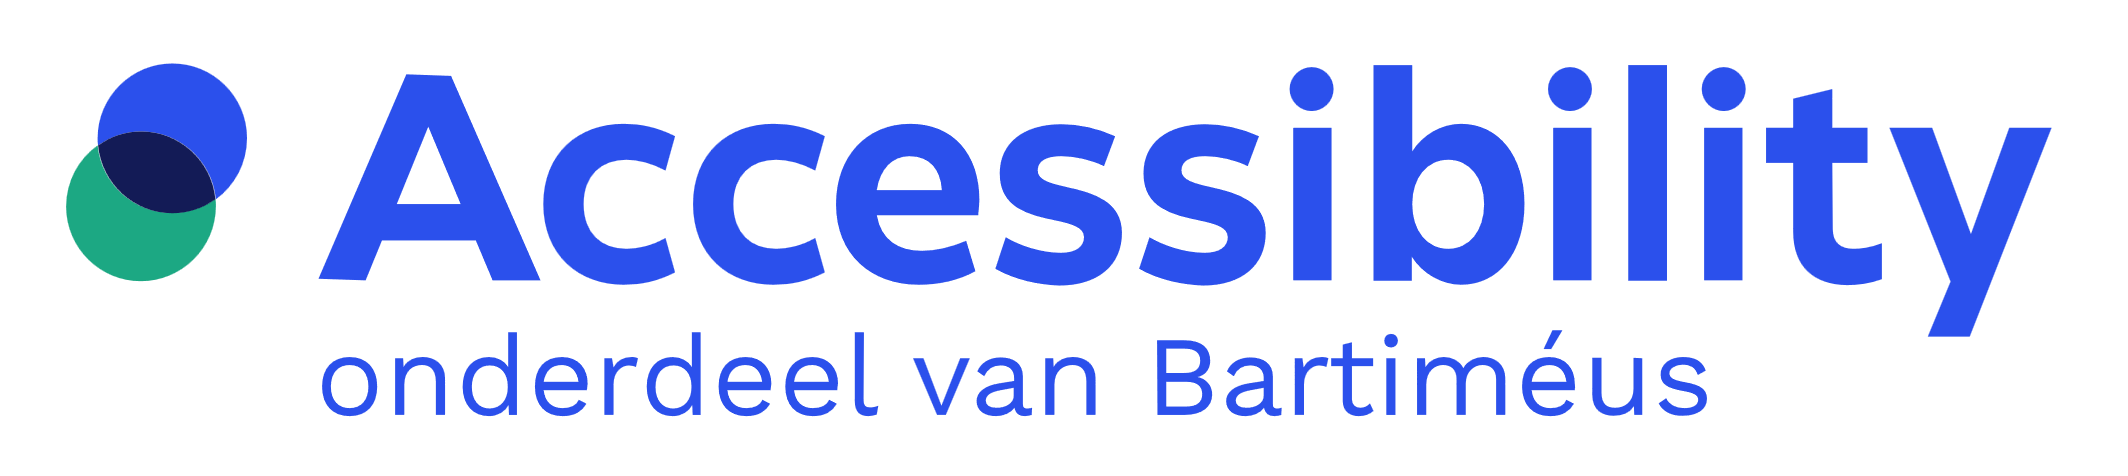 Accessibility
onderdeel van Bartiméus